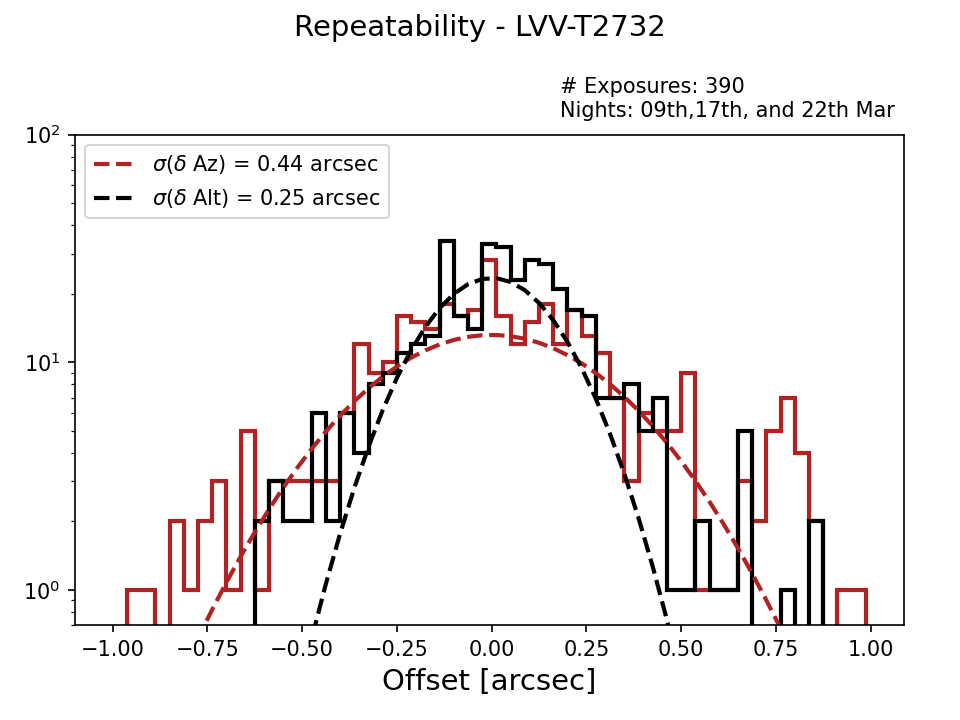 Repeatability - LVV-T2732
# Exposures: 390
Nights: 09th,17th, and 22th Mar
10²
σ(δ Az) = 0.44 arcsec
σ(δ Alt) = 0.25 arcsec
10¹
10⁰
−1.00 −0.75 −0.50 −0.25 0.00 0.25 0.50 0.75 1.00
Offset [arcsec]